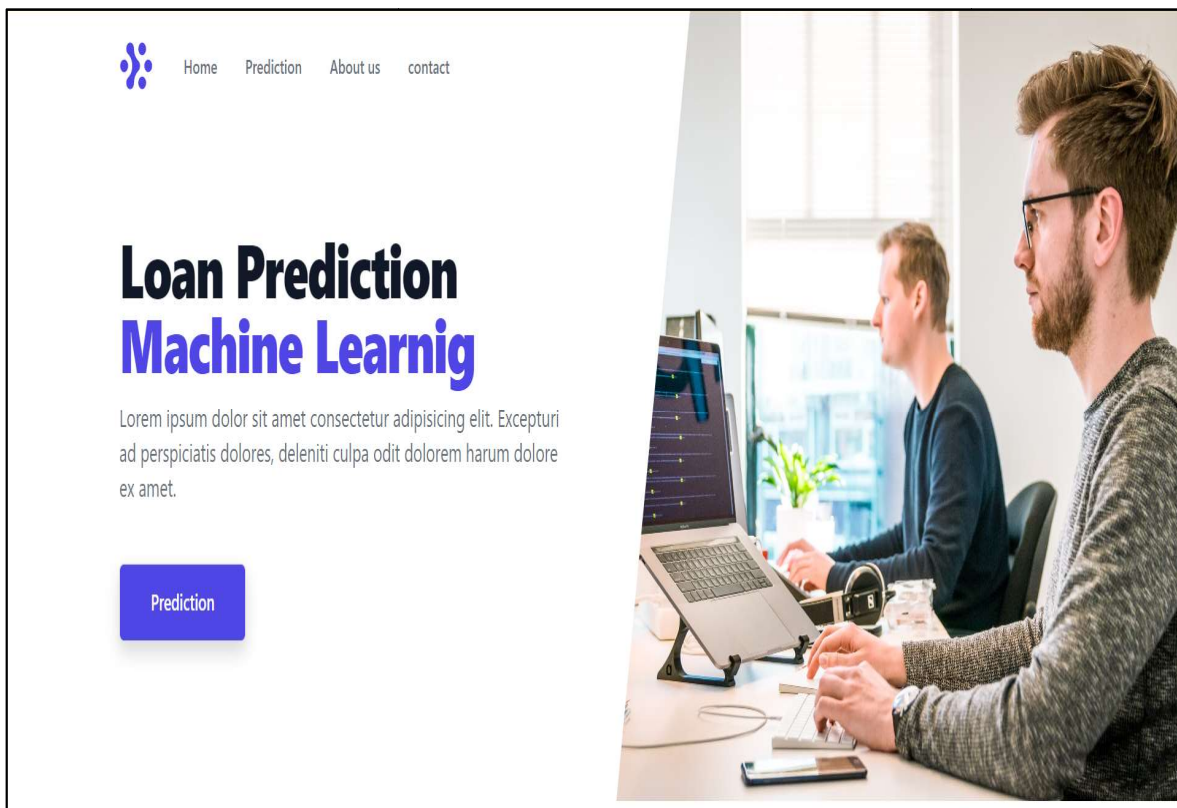 Home Prediction About us contact
Loan Prediction
Machine Learnig
Lorem ipsum dolor sit amet consectetur adipisicing elit. Excepturi
ad perspiciatis dolores, deleniti culpa odit dolorem harum dolore
ex amet.
Prediction